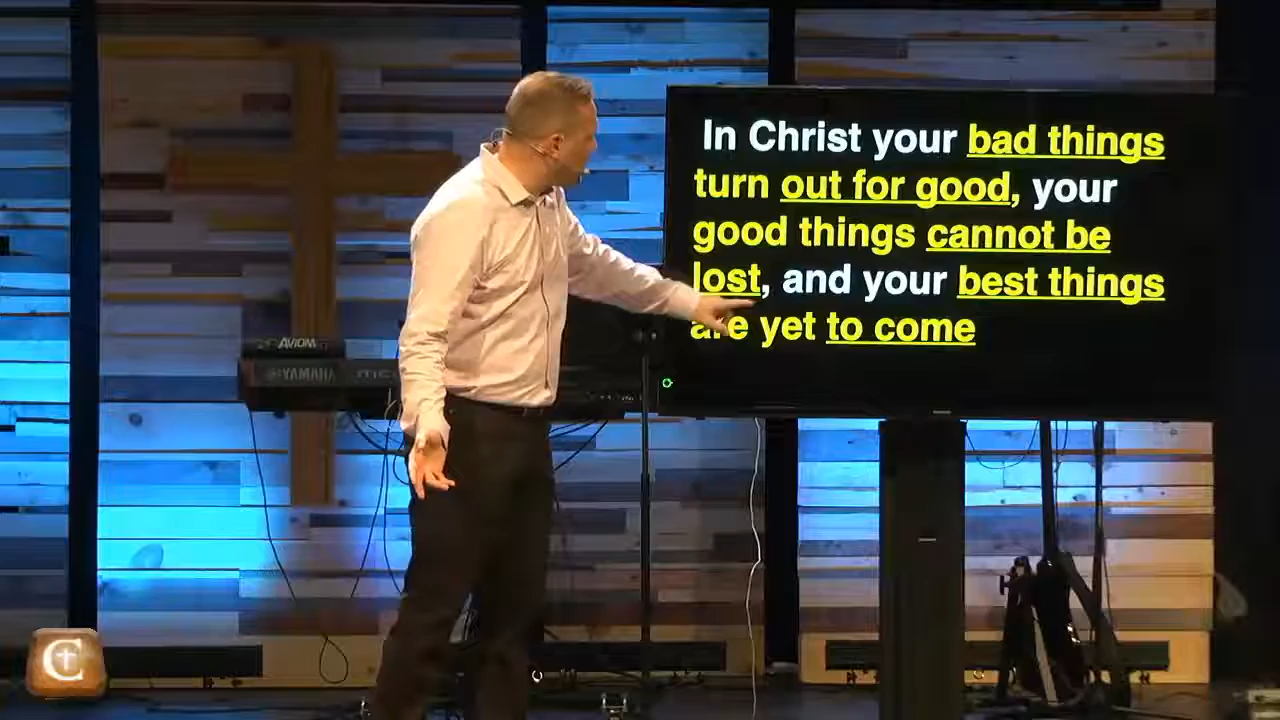 In Christ your bad things
turn out for good, your
good things cannot be
lost, and your best things
are yet to come
AVIOM
YAMAHA
C